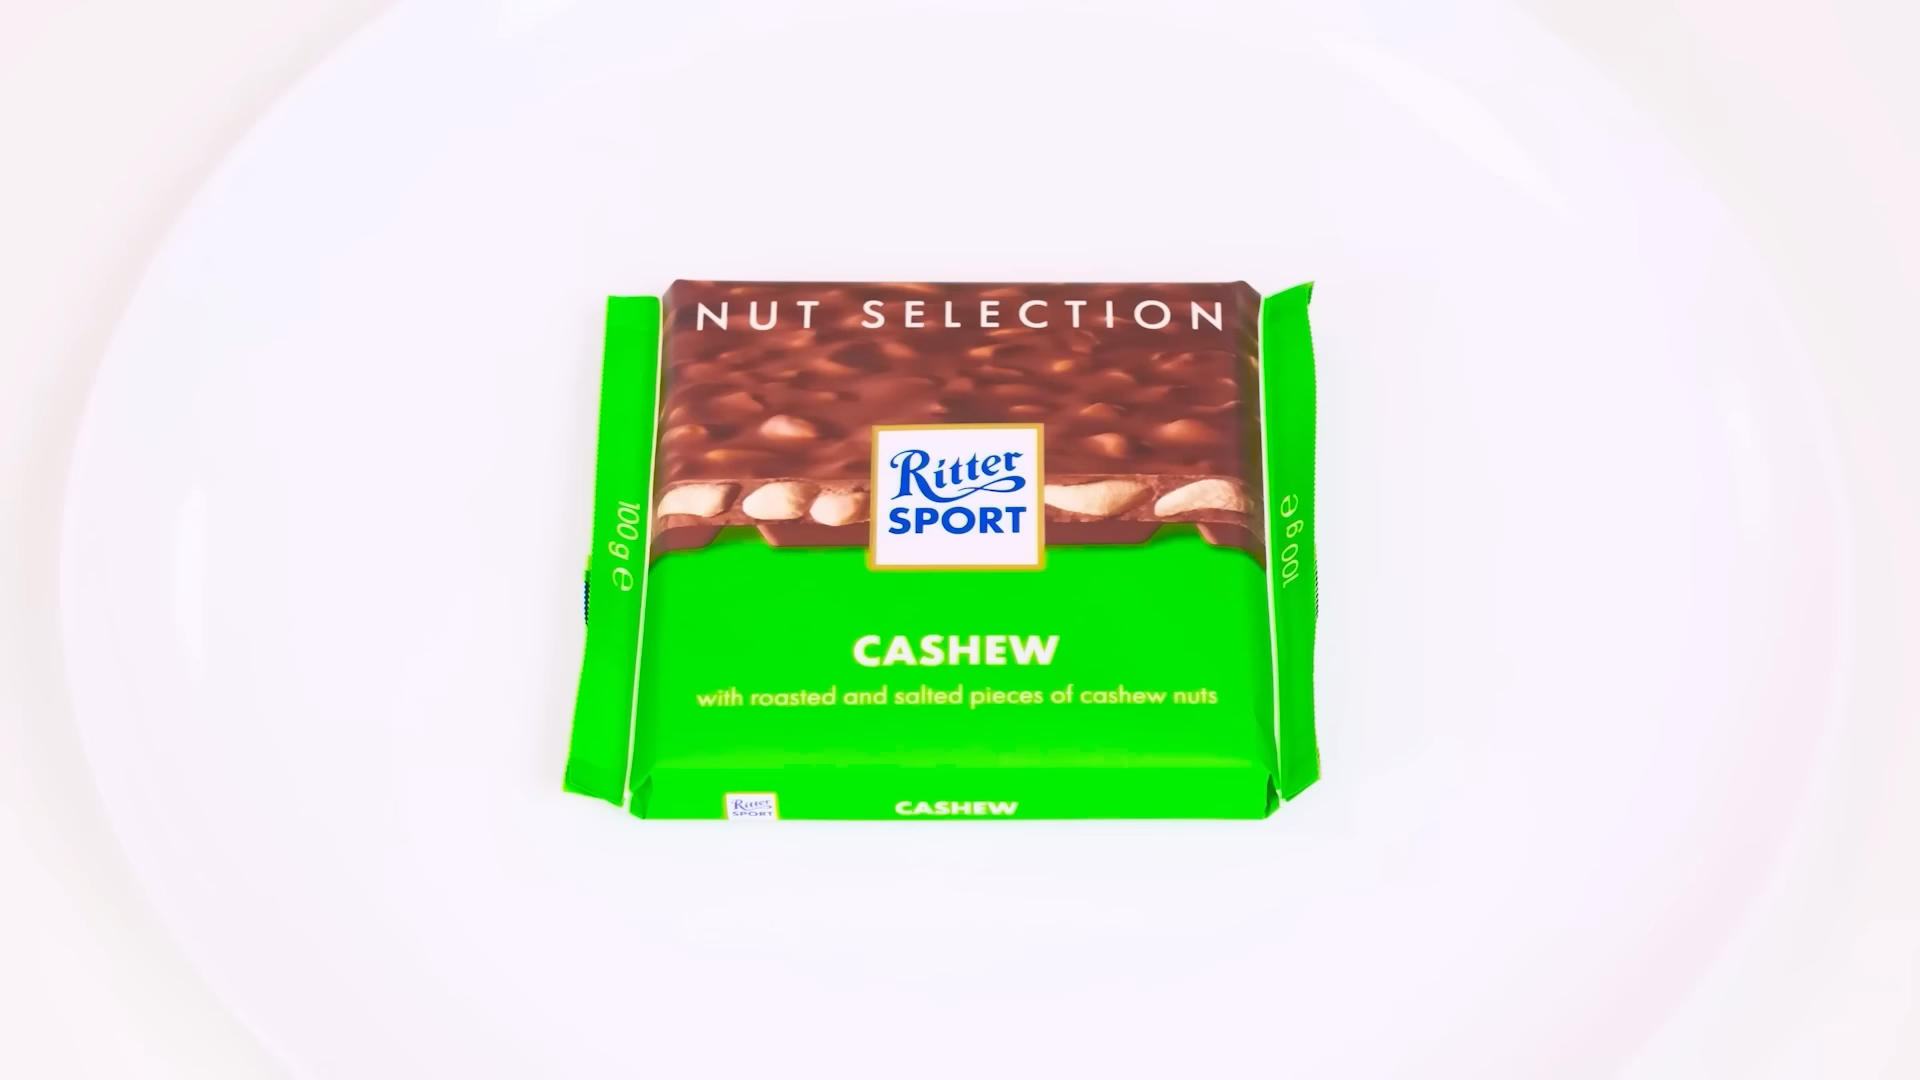 NUT SELECTION
Ritter
SPORT
100 g e
100 g e
CASHEW
with roasted and salted pieces of cashew nuts
Ritter
SPORT
CASHEW